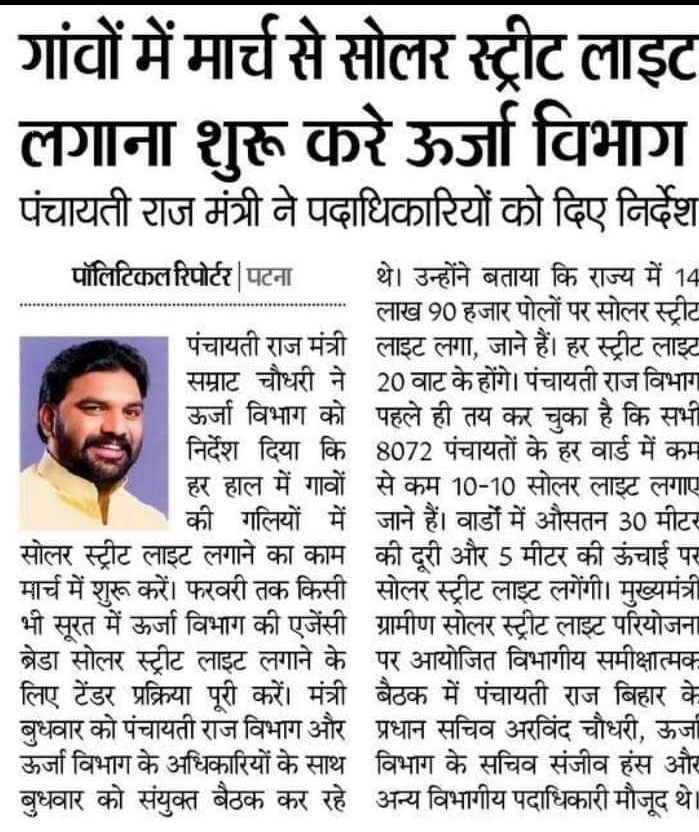 गांवों में मार्च से सोलर स्ट्रीट लाइट
लगाना शुरू करे ऊर्जा विभाग
पंचायती राज मंत्री ने पदाधिकारियों को दिए निर्देश
पॉलिटिकल रिपोर्टर | पटना
पंचायती राज मंत्री
सम्राट चौधरी ने
ऊर्जा विभाग को
निर्देश दिया कि
हर हाल में गावों
की गलियों में
सोलर स्ट्रीट लाइट लगाने का काम
मार्च में शुरू करें। फरवरी तक किसी
भी सूरत में ऊर्जा विभाग की एजेंसी
ब्रेडा सोलर स्ट्रीट लाइट लगाने के
लिए टेंडर प्रक्रिया पूरी करें। मंत्री
बुधवार को पंचायती राज विभाग और
ऊर्जा विभाग के अधिकारियों के साथ
बुधवार को संयुक्त बैठक कर रहे
थे। उन्होंने बताया कि राज्य में 14
लाख 90 हजार पोलों पर सोलर स्ट्रीट
लाइट लगा, जाने हैं। हर स्ट्रीट लाइट
20 वाट के होंगे। पंचायती राज विभाग
पहले ही तय कर चुका है कि सभी
8072 पंचायतों के हर वार्ड में कम
से कम 10-10 सोलर लाइट लगाए
जाने हैं। वार्डों में औसतन 30 मीटर
की दूरी और 5 मीटर की ऊंचाई पर
सोलर स्ट्रीट लाइट लगेंगी। मुख्यमंत्री
ग्रामीण सोलर स्ट्रीट लाइट परियोजना
पर आयोजित विभागीय समीक्षात्मक
बैठक में पंचायती राज बिहार के
प्रधान सचिव अरविंद चौधरी, ऊर्जा
विभाग के सचिव संजीव हंस और
अन्य विभागीय पदाधिकारी मौजूद थे।